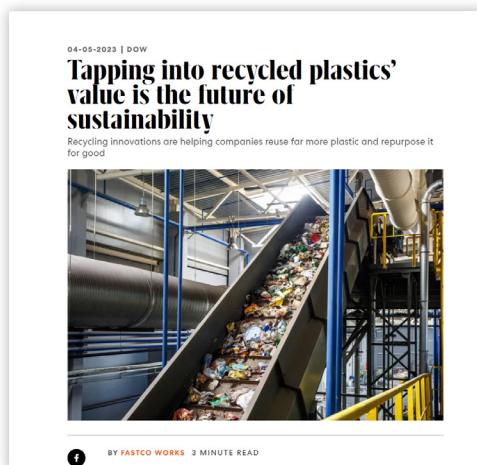 04-05-2023 | DOW
Tapping into recycled plastics’
value is the future of
sustainability
Recycling innovations are helping companies reuse far more plastic and repurpose it
for good
f
BY FASTCO WORKS 3 MINUTE READ